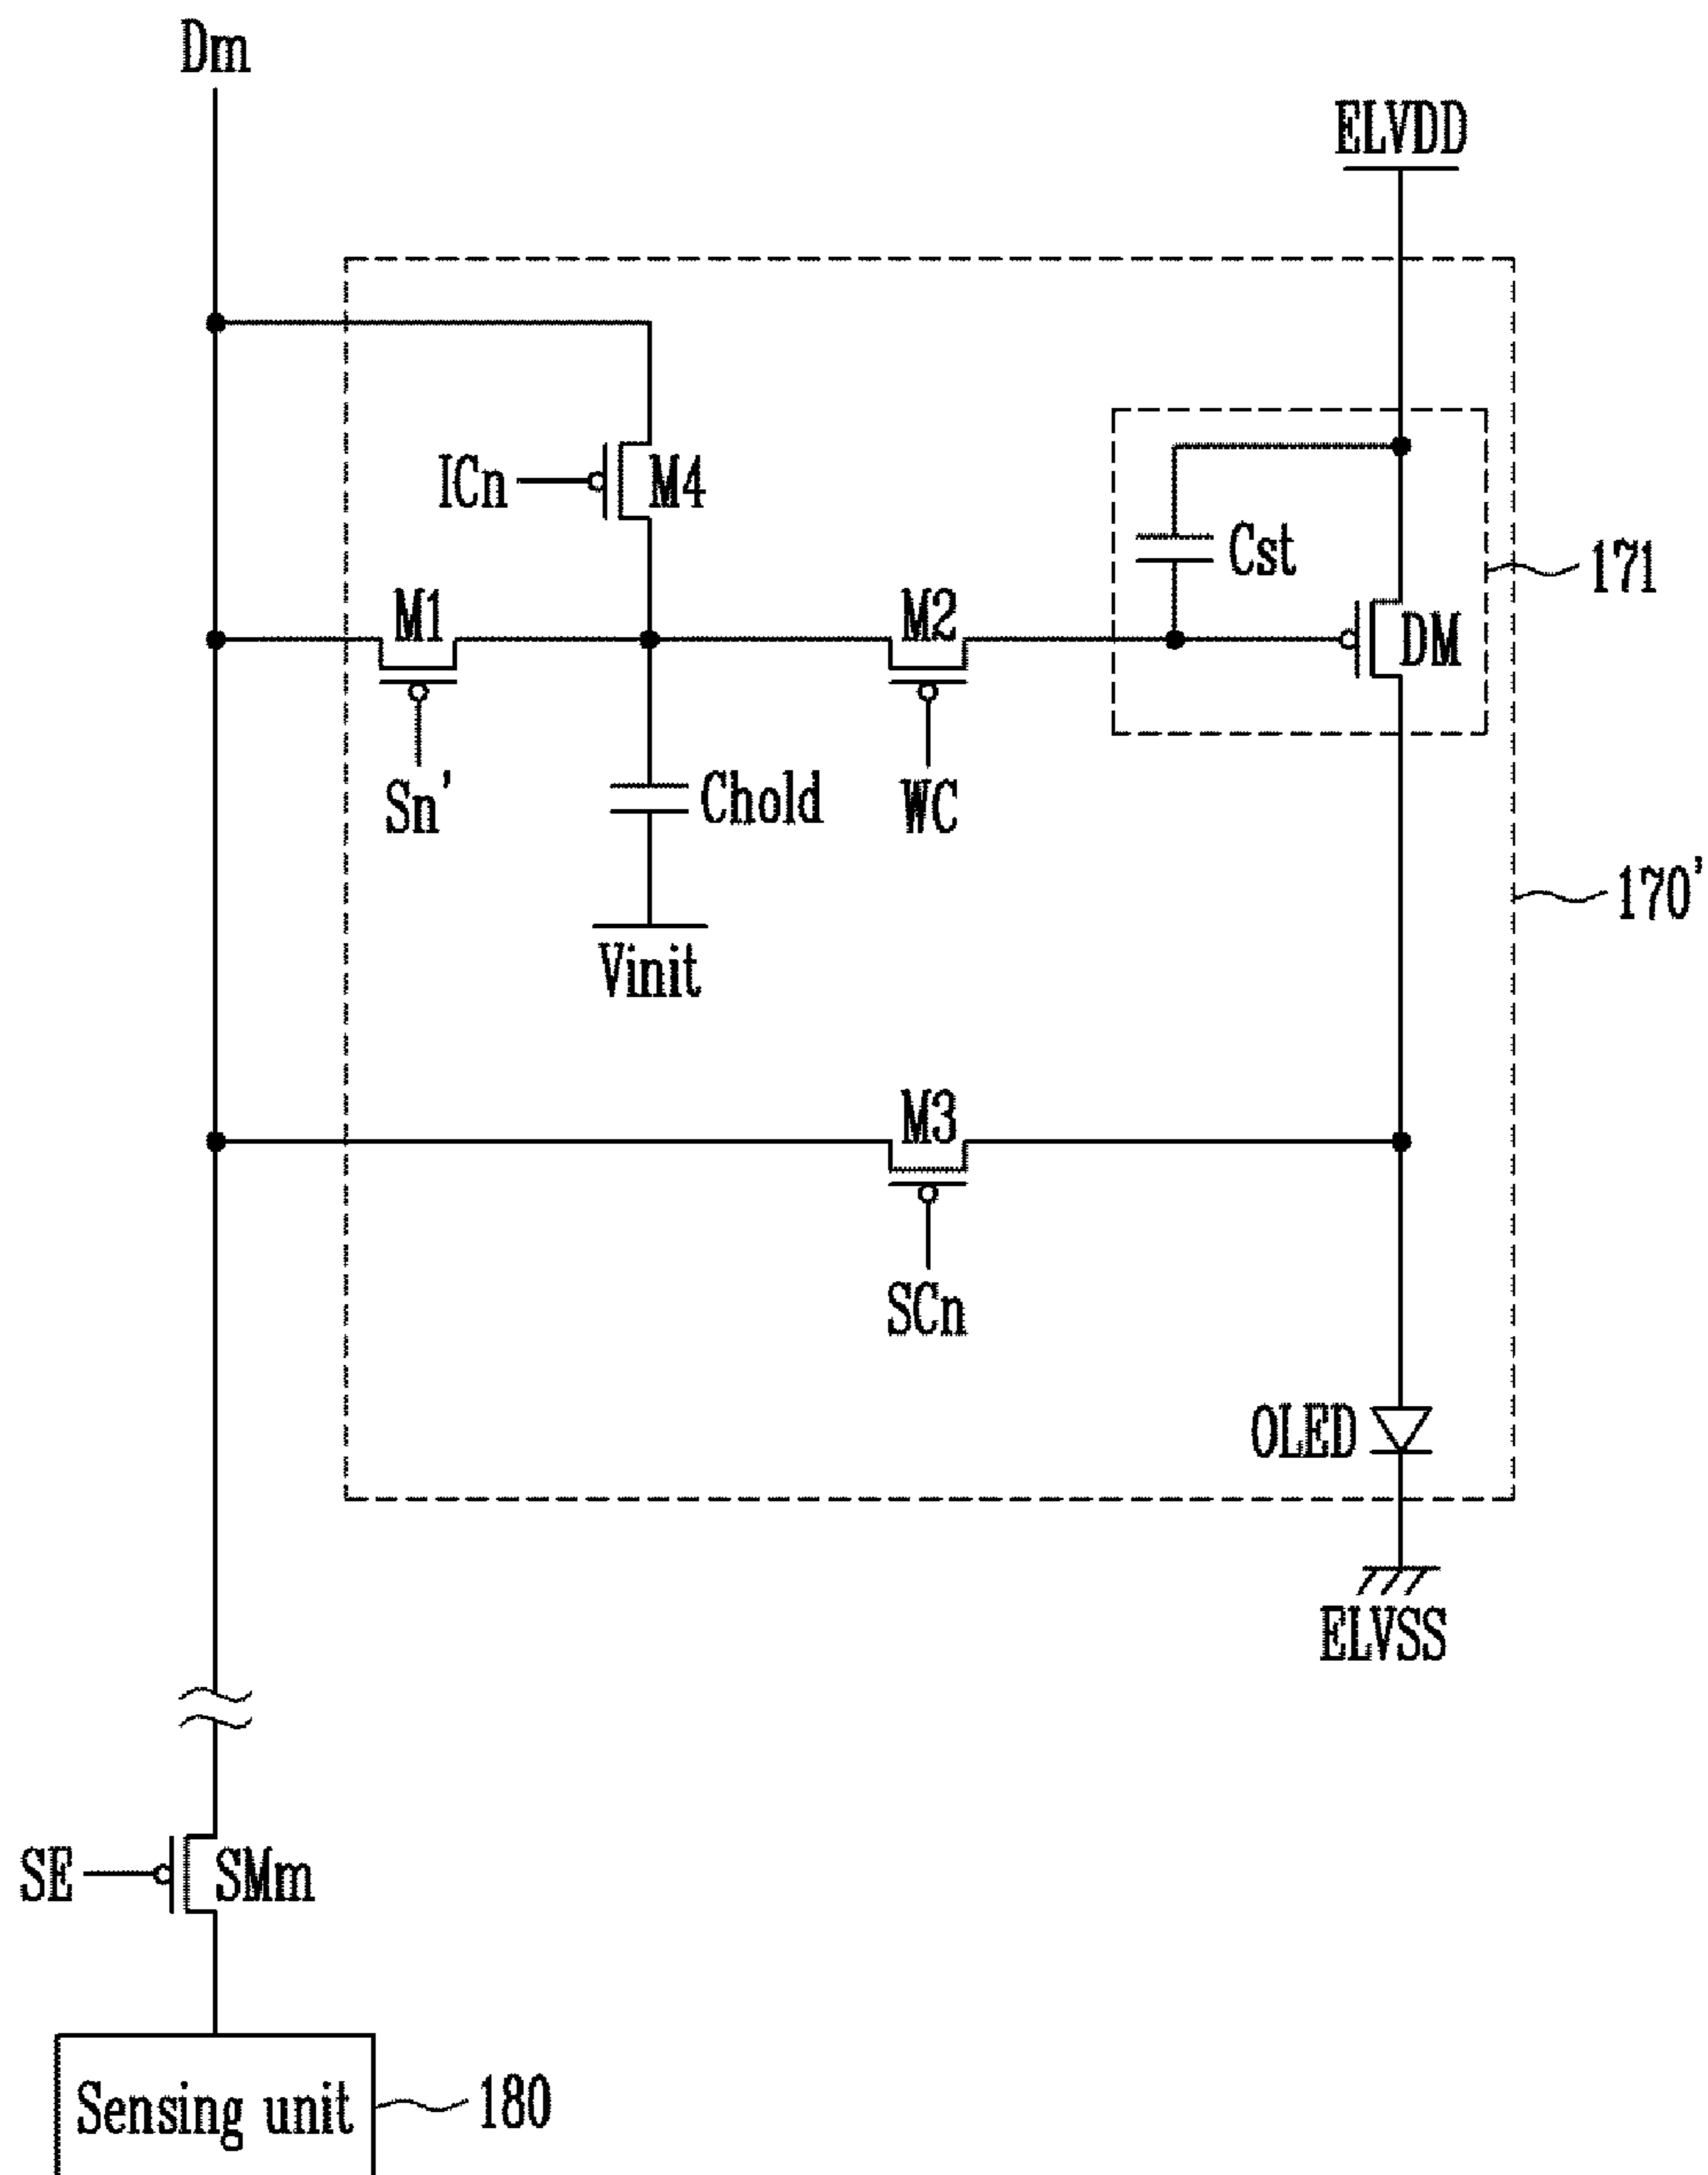 Dm
ELVDD
ICn
M4
Cst
171
M1
M2
DM
Sn'
Chold
WC
170'
Vinit
M3
SCn
OLED
ELVSS
SE
SMm
Sensing unit
180